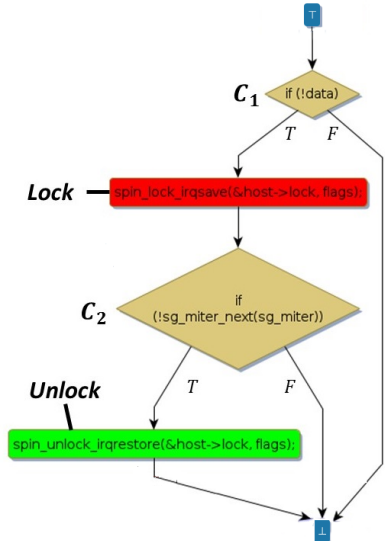 ⊤
C₁
if (!data)
T
F
Lock
spin_lock_irqsave(&host->lock, flags);
C₂
if
(!sg_miter_next(sg_miter))
Unlock
T
F
spin_unlock_irqrestore(&host->lock, flags);
⊥